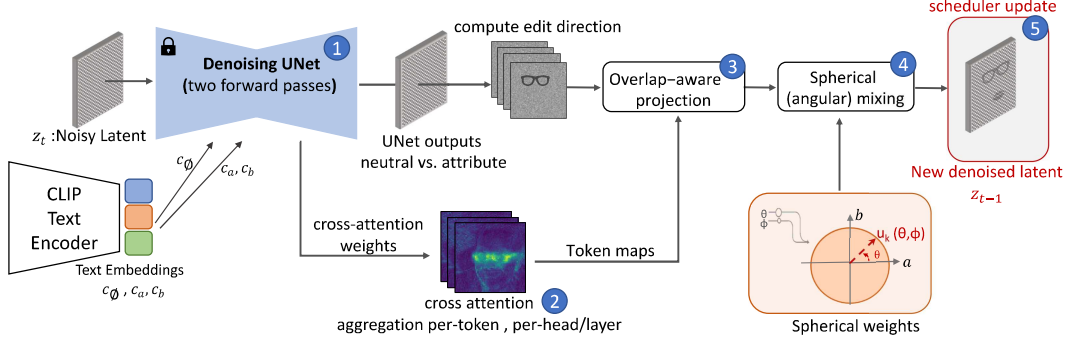 scheduler update
compute edit direction
1
5
Denoising UNet
(two forward passes)
3
Overlap–aware
projection
4
Spherical
(angular) mixing
z_t :Noisy Latent
UNet outputs
neutral vs. attribute
New denoised latent
z_{t−1}
c_∅
c_a, c_b
CLIP
Text
Encoder
cross-attention
weights
Token maps
θ
ϕ
b
u_k (θ,ϕ)
θ
a
Text Embeddings
c_∅ , c_a, c_b
cross attention
2
aggregation per-token , per-head/layer
Spherical weights